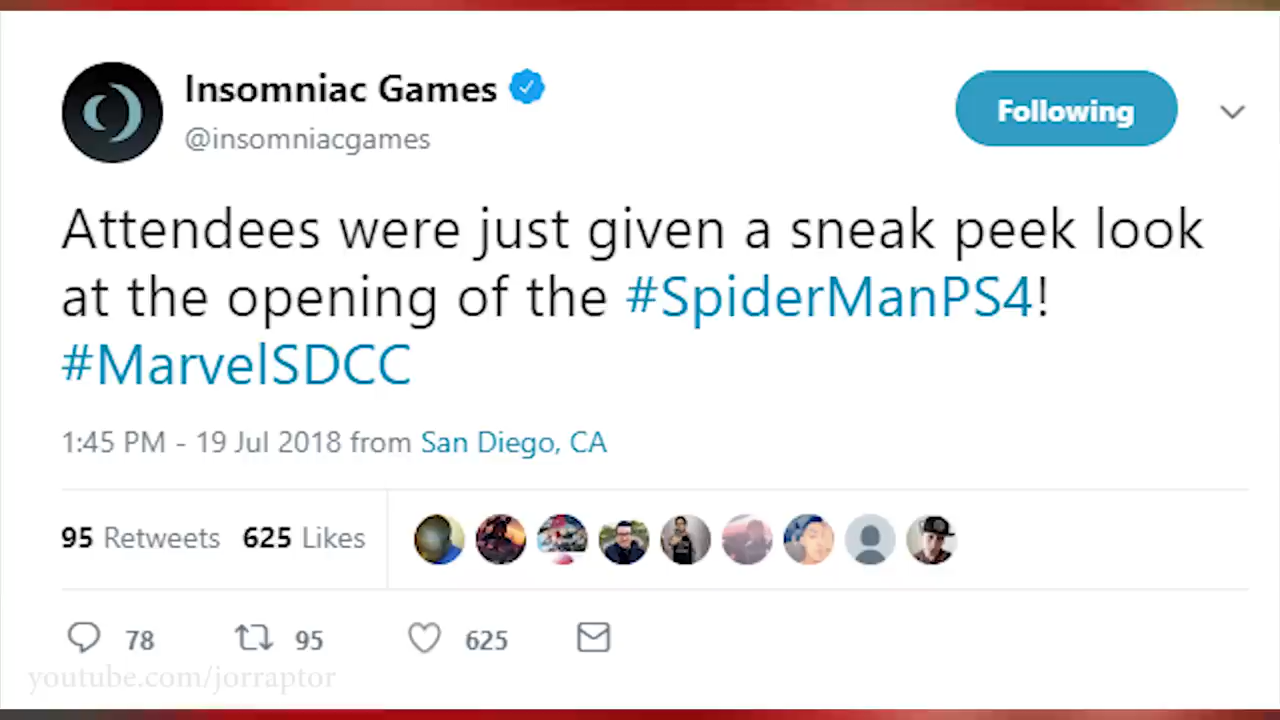 Insomniac Games
@insomniacgames
Following
Attendees were just given a sneak peek look
at the opening of the #SpiderManPS4!
#MarvelSDCC
1:45 PM - 19 Jul 2018 from San Diego, CA
95 Retweets 625 Likes
78 95 625
youtube.com/jorraptor